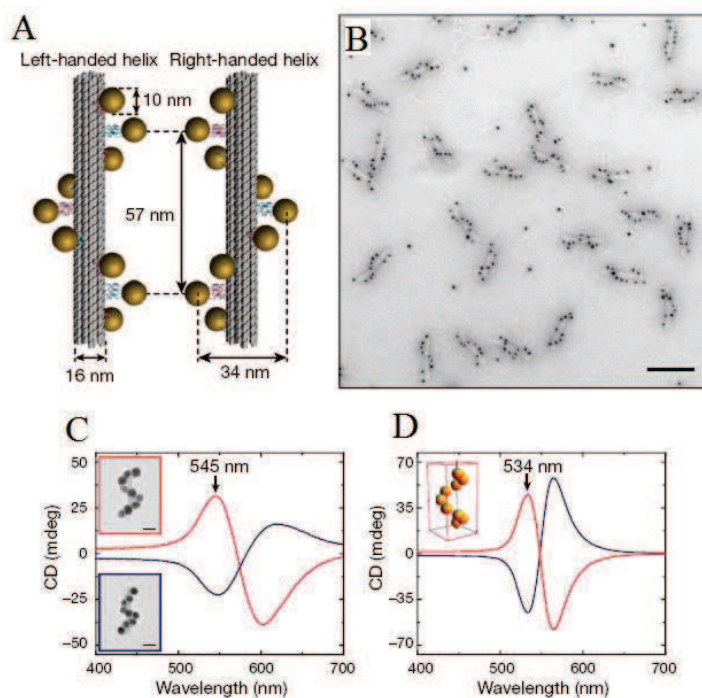 A
Left-handed helix Right-handed helix
10 nm
57 nm
16 nm
34 nm
B
C
545 nm
CD (mdeg)
50
25
0
−25
−50
400 500 600 700
Wavelength (nm)
D
534 nm
CD (mdeg)
70
35
0
−35
−70
400 500 600 700
Wavelength (nm)